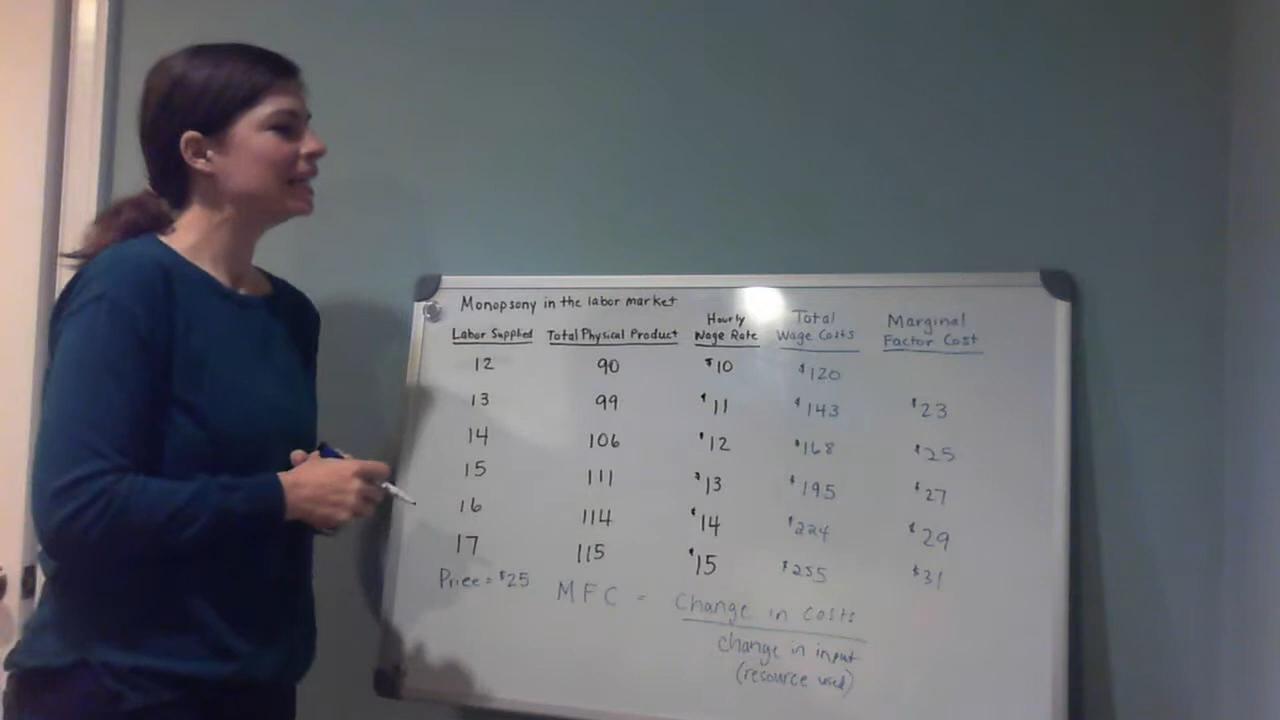 Monopsony in the labor market
Labor Supplied Total Physical Product Hourly Wage Rate Total Wage Costs Marginal Factor Cost
12 90 $10 $120
13 99 $11 $143 $23
14 106 $12 $168 $25
15 111 $13 $195 $27
16 114 $14 $224 $29
17 115 $15 $255 $31
Price = $25
MFC = Change in costs
change in input
(resource used)